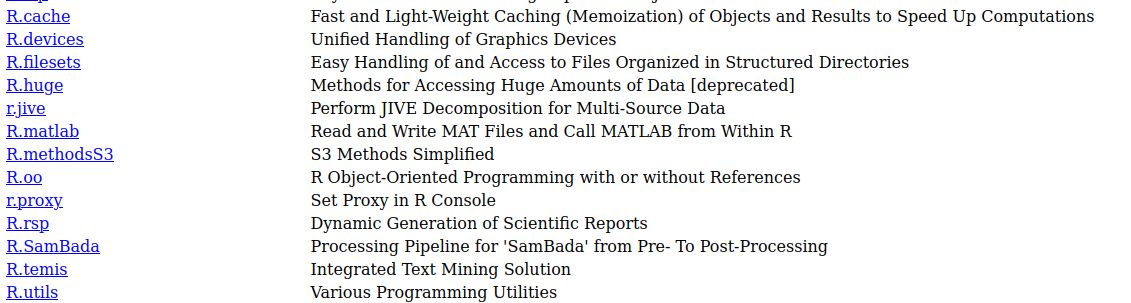 R.cache Fast and Light-Weight Caching (Memoization) of Objects and Results to Speed Up Computations
R.devices Unified Handling of Graphics Devices
R.filesets Easy Handling of and Access to Files Organized in Structured Directories
R.huge Methods for Accessing Huge Amounts of Data [deprecated]
r.jive Perform JIVE Decomposition for Multi-Source Data
R.matlab Read and Write MAT Files and Call MATLAB from Within R
R.methodsS3 S3 Methods Simplified
R.oo R Object-Oriented Programming with or without References
r.proxy Set Proxy in R Console
R.rsp Dynamic Generation of Scientific Reports
R.SamBada Processing Pipeline for 'SamBada' from Pre- To Post-Processing
R.temis Integrated Text Mining Solution
R.utils Various Programming Utilities